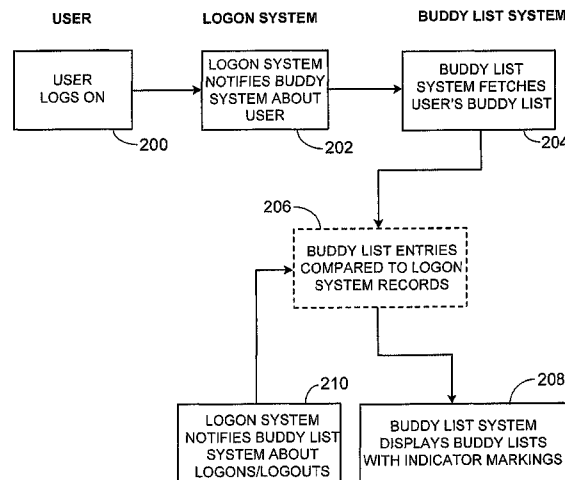 USER
LOGON SYSTEM
BUDDY LIST SYSTEM
USER
LOGS ON
200
LOGON SYSTEM
NOTIFIES BUDDY
SYSTEM ABOUT
USER
202
BUDDY LIST
SYSTEM FETCHES
USER'S BUDDY LIST
204
206
BUDDY LIST ENTRIES
COMPARED TO LOGON
SYSTEM RECORDS
210
LOGON SYSTEM
NOTIFIES BUDDY LIST
SYSTEM ABOUT
LOGONS/LOGOUTS
208
BUDDY LIST SYSTEM
DISPLAYS BUDDY LISTS
WITH INDICATOR MARKINGS